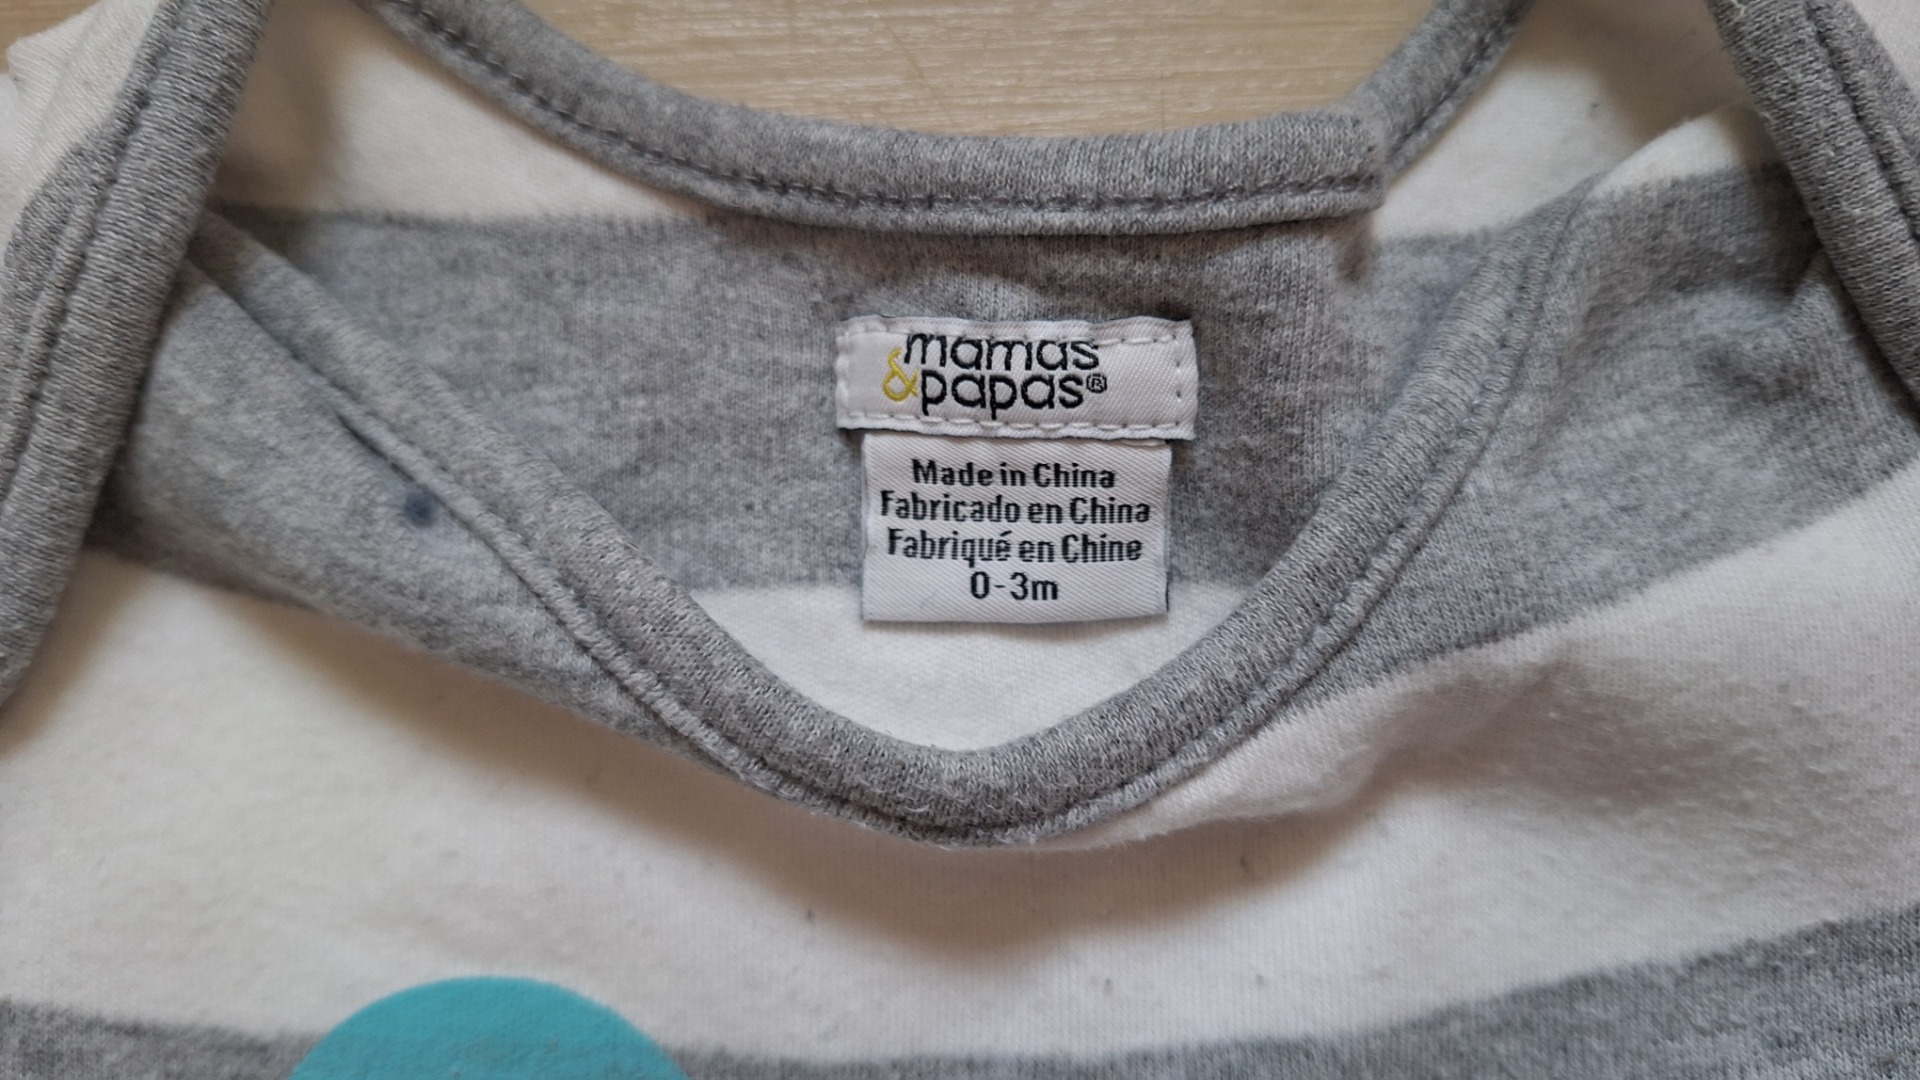 mamas
&papas®
Made in China
Fabricado en China
Fabriqué en Chine
0-3m